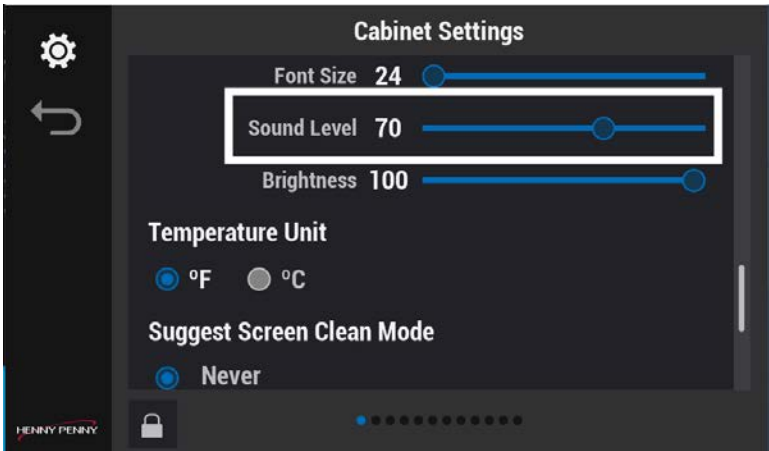 Cabinet Settings
Font Size 24
Sound Level 70
Brightness 100
Temperature Unit
ºF ºC
Suggest Screen Clean Mode
Never
HENNY PENNY